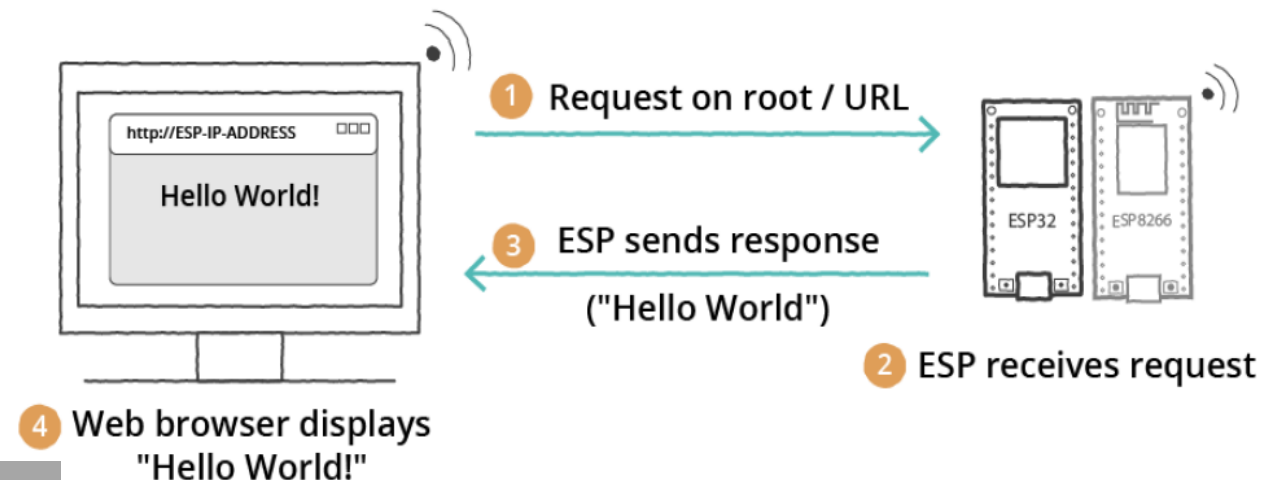 http://ESP-IP-ADDRESS
Hello World!
1 Request on root / URL
3 ESP sends response
("Hello World")
ESP32
ESP8266
2 ESP receives request
4 Web browser displays
"Hello World!"